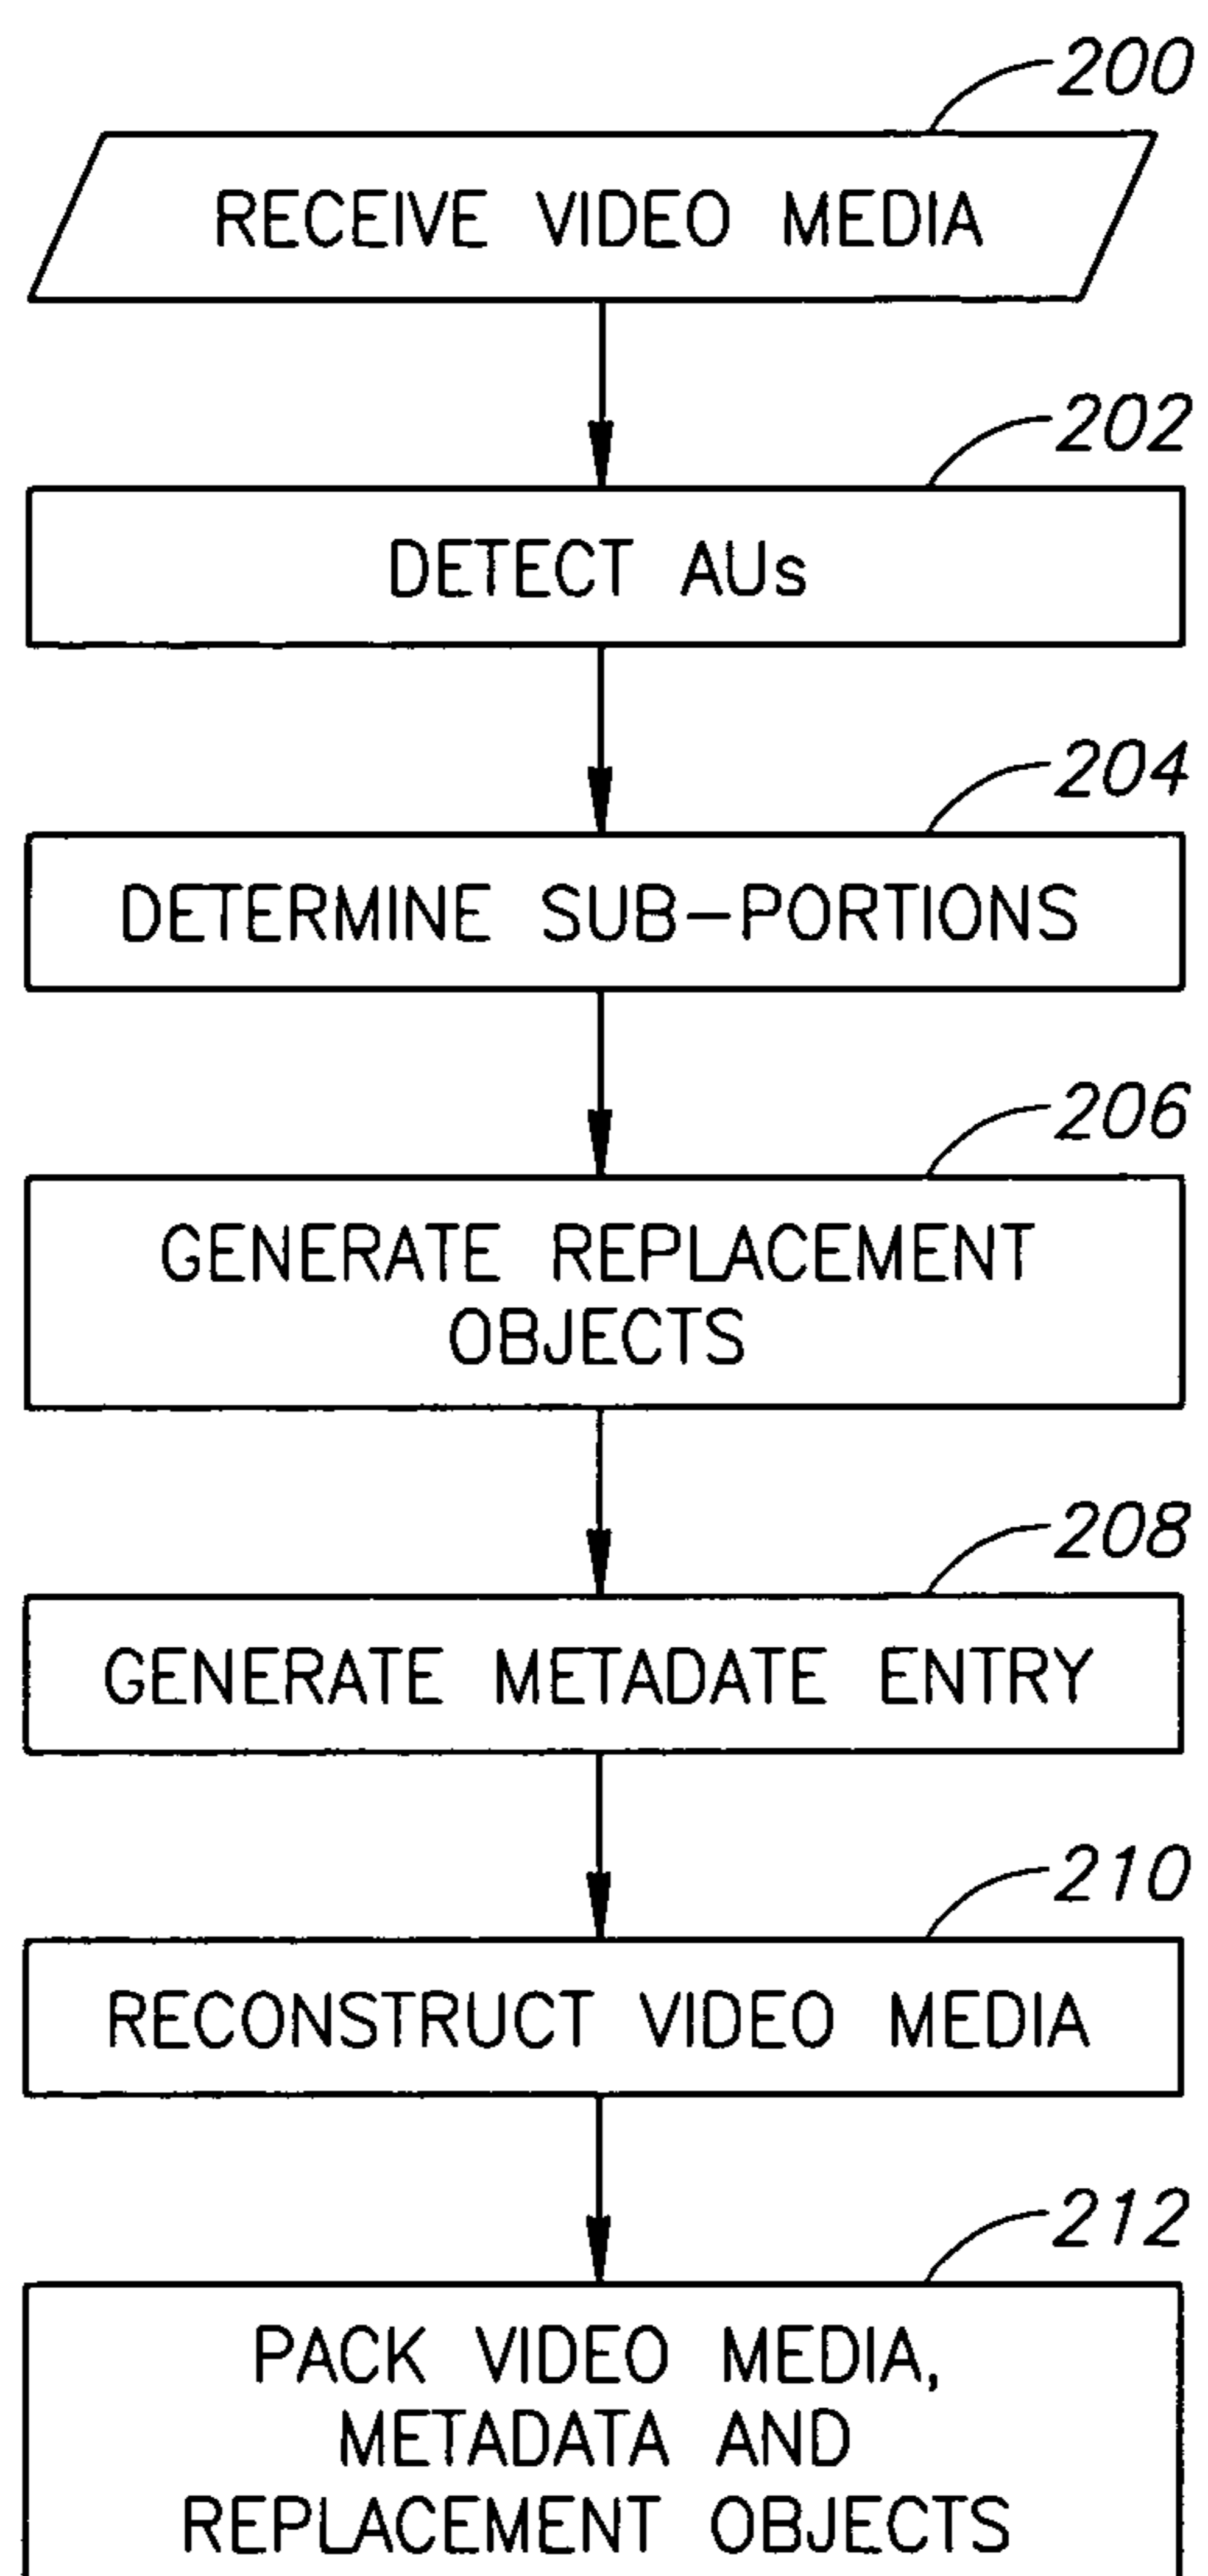 200
RECEIVE VIDEO MEDIA
202
DETECT AUs
204
DETERMINE SUB-PORTIONS
206
GENERATE REPLACEMENT
OBJECTS
208
GENERATE METADATE ENTRY
210
RECONSTRUCT VIDEO MEDIA
212
PACK VIDEO MEDIA,
METADATA AND
REPLACEMENT OBJECTS